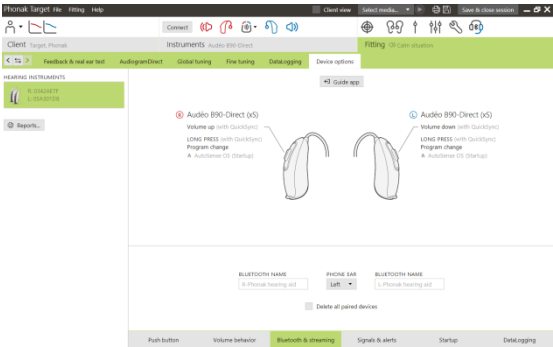 Phonak Target File Fitting Help
Client view Select media... Save & close session
Connect
Client Target, Phonak Instruments Audéo B90-Direct Fitting Calm situation
Feedback & real ear test AudiogramDirect Global tuning Fine tuning DataLogging Device options
HEARING INSTRUMENTS
Guide app
Reports...
R Audéo B90-Direct (xS) L Audéo B90-Direct (xS)
Volume up (with QuickSync) Volume down (with QuickSync)
LONG PRESS (with QuickSync) LONG PRESS (with QuickSync)
Program change Program change
AutoSense OS (Startup) AutoSense OS (Startup)
BLUETOOTH NAME PHONE EAR BLUETOOTH NAME
R-Phonak hearing aid Left L-Phonak hearing aid
Delete all paired devices
Push button Volume behavior Bluetooth & streaming Signals & alerts Startup DataLogging